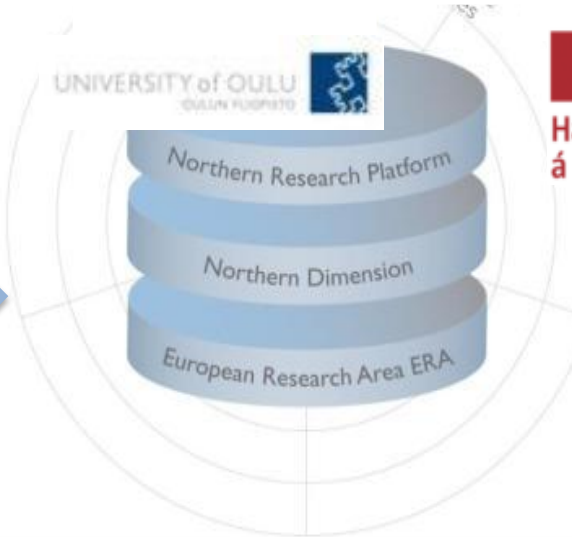 UNIVERSITY of OULU
OULUN YLIOPISTO
Northern Research Platform
Northern Dimension
European Research Area ERA
á